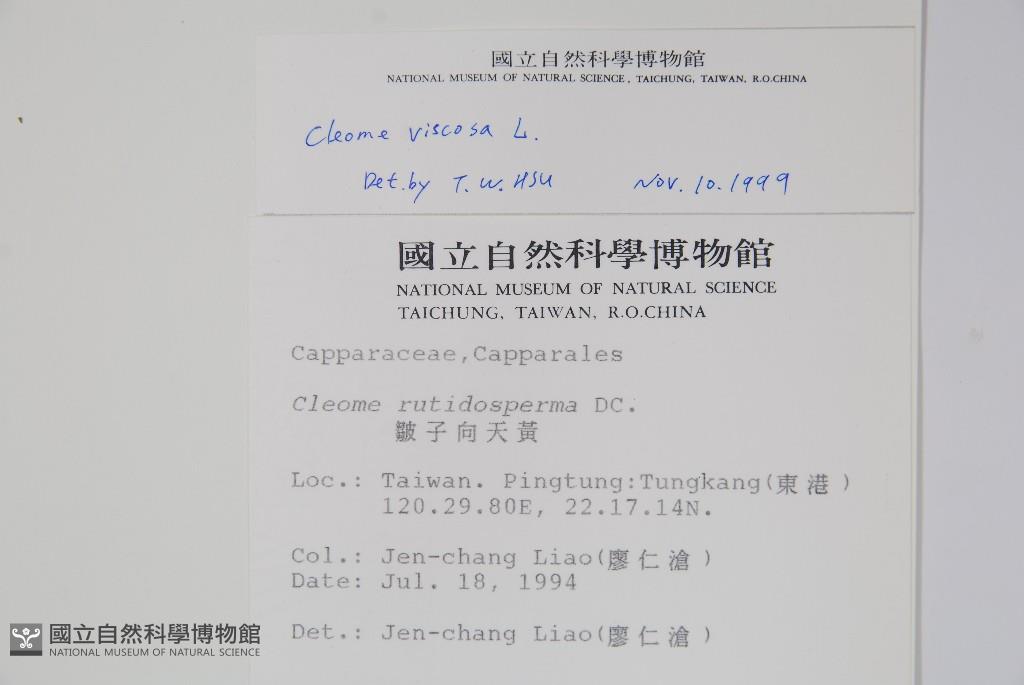 國立自然科學博物館
NATIONAL MUSEUM OF NATURAL SCIENCE, TAICHUNG, TAIWAN, R.O.CHINA
Cleome viscosa L.
Det. by T. W. HSU Nov. 10. 1999
國立自然科學博物館
NATIONAL MUSEUM OF NATURAL SCIENCE
TAICHUNG, TAIWAN, R.O.CHINA
Capparaceae,Capparales
Cleome rutidosperma DC.
皺子向天黃
Loc.: Taiwan. Pingtung:Tungkang(東港)
120.29.80E, 22.17.14N.
Col.: Jen-chang Liao(廖仁滄)
Date: Jul. 18, 1994
Det.: Jen-chang Liao(廖仁滄)
國立自然科學博物館
NATIONAL MUSEUM OF NATURAL SCIENCE